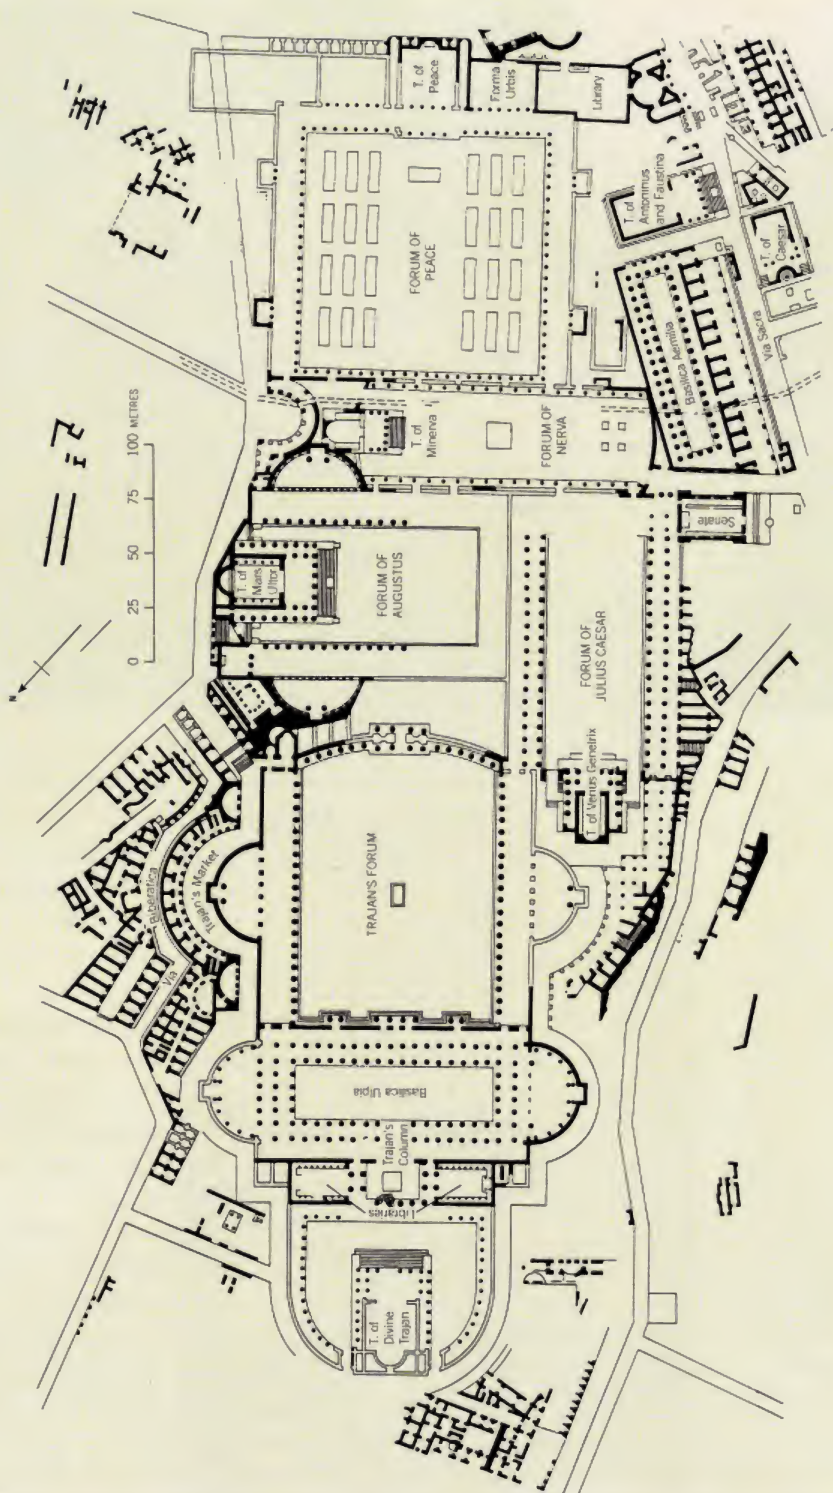 T. of
Peace
Forma
Urbis
Library
FORUM OF
PEACE
T. of
Antoninus
and Faustina
T. of
Caesar
Via Sacra
Basilica Aemilia
100 METRES
75
50
25
0
N
T. of
Minerva
FORUM OF
NERVA
T. of
Mars
Ultor
FORUM OF
AUGUSTUS
Senate
FORUM OF
JULIUS CAESAR
T. of Venus Genetrix
Via
Biberatica
Trajan's Market
TRAJAN'S FORUM
Basilica Ulpia
Trajan's
Column
Libraries
T. of
Divine
Trajan